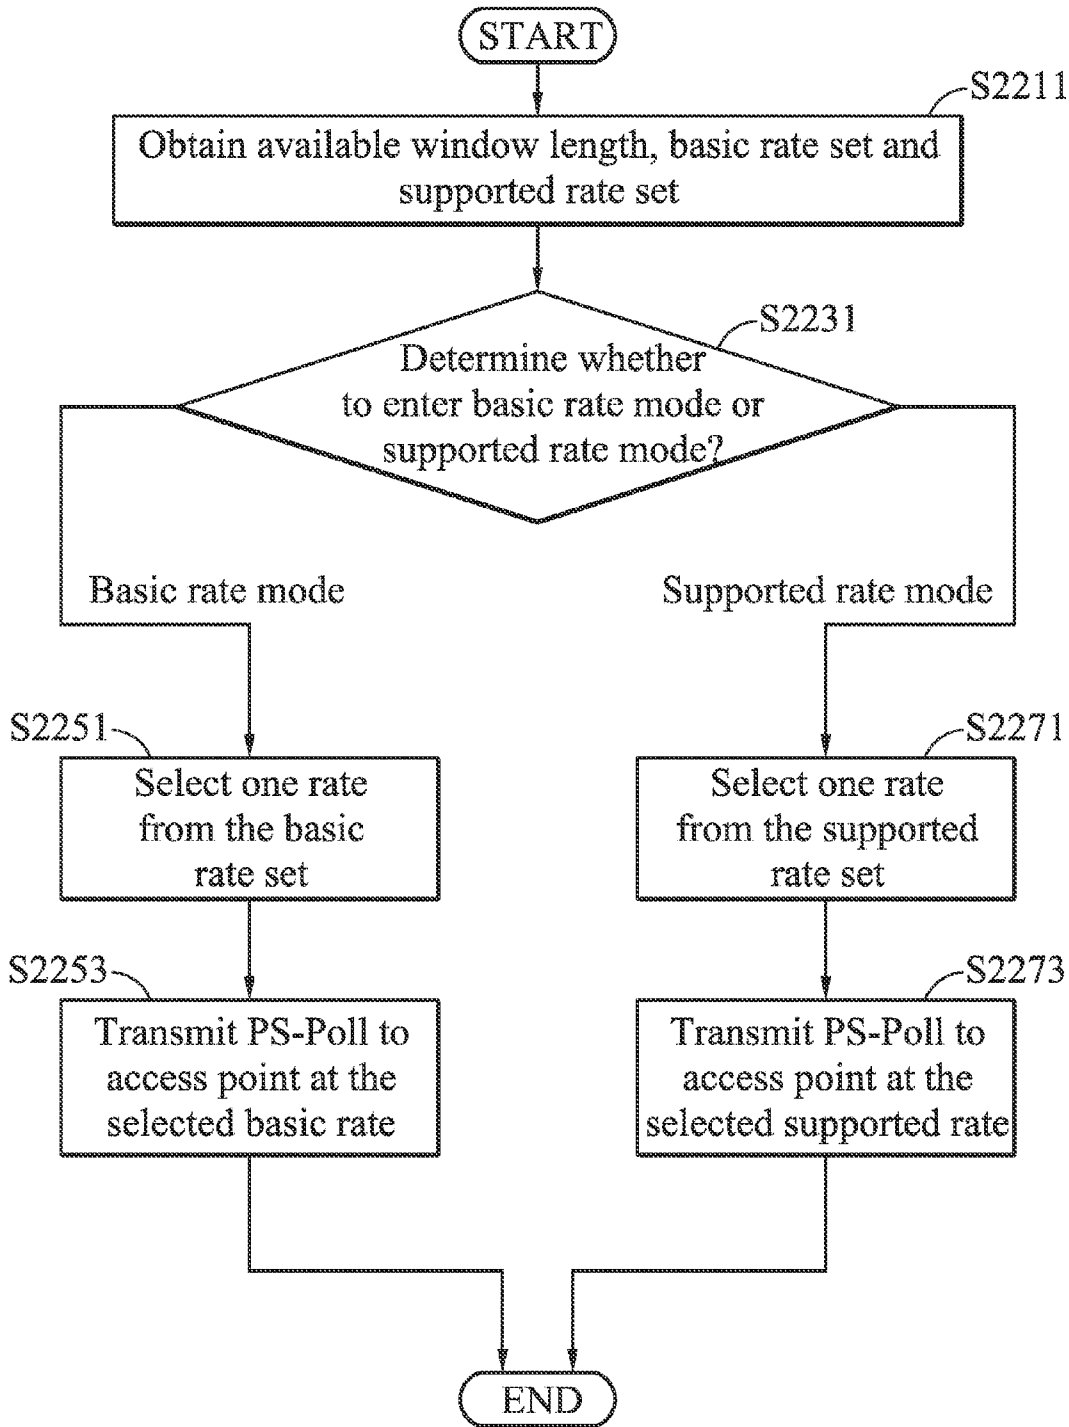 START
S2211
Obtain available window length, basic rate set and
supported rate set
S2231
Determine whether
to enter basic rate mode or
supported rate mode?
Basic rate mode
Supported rate mode
S2251
Select one rate
from the basic
rate set
S2271
Select one rate
from the supported
rate set
S2253
Transmit PS-Poll to
access point at the
selected basic rate
S2273
Transmit PS-Poll to
access point at the
selected supported rate
END